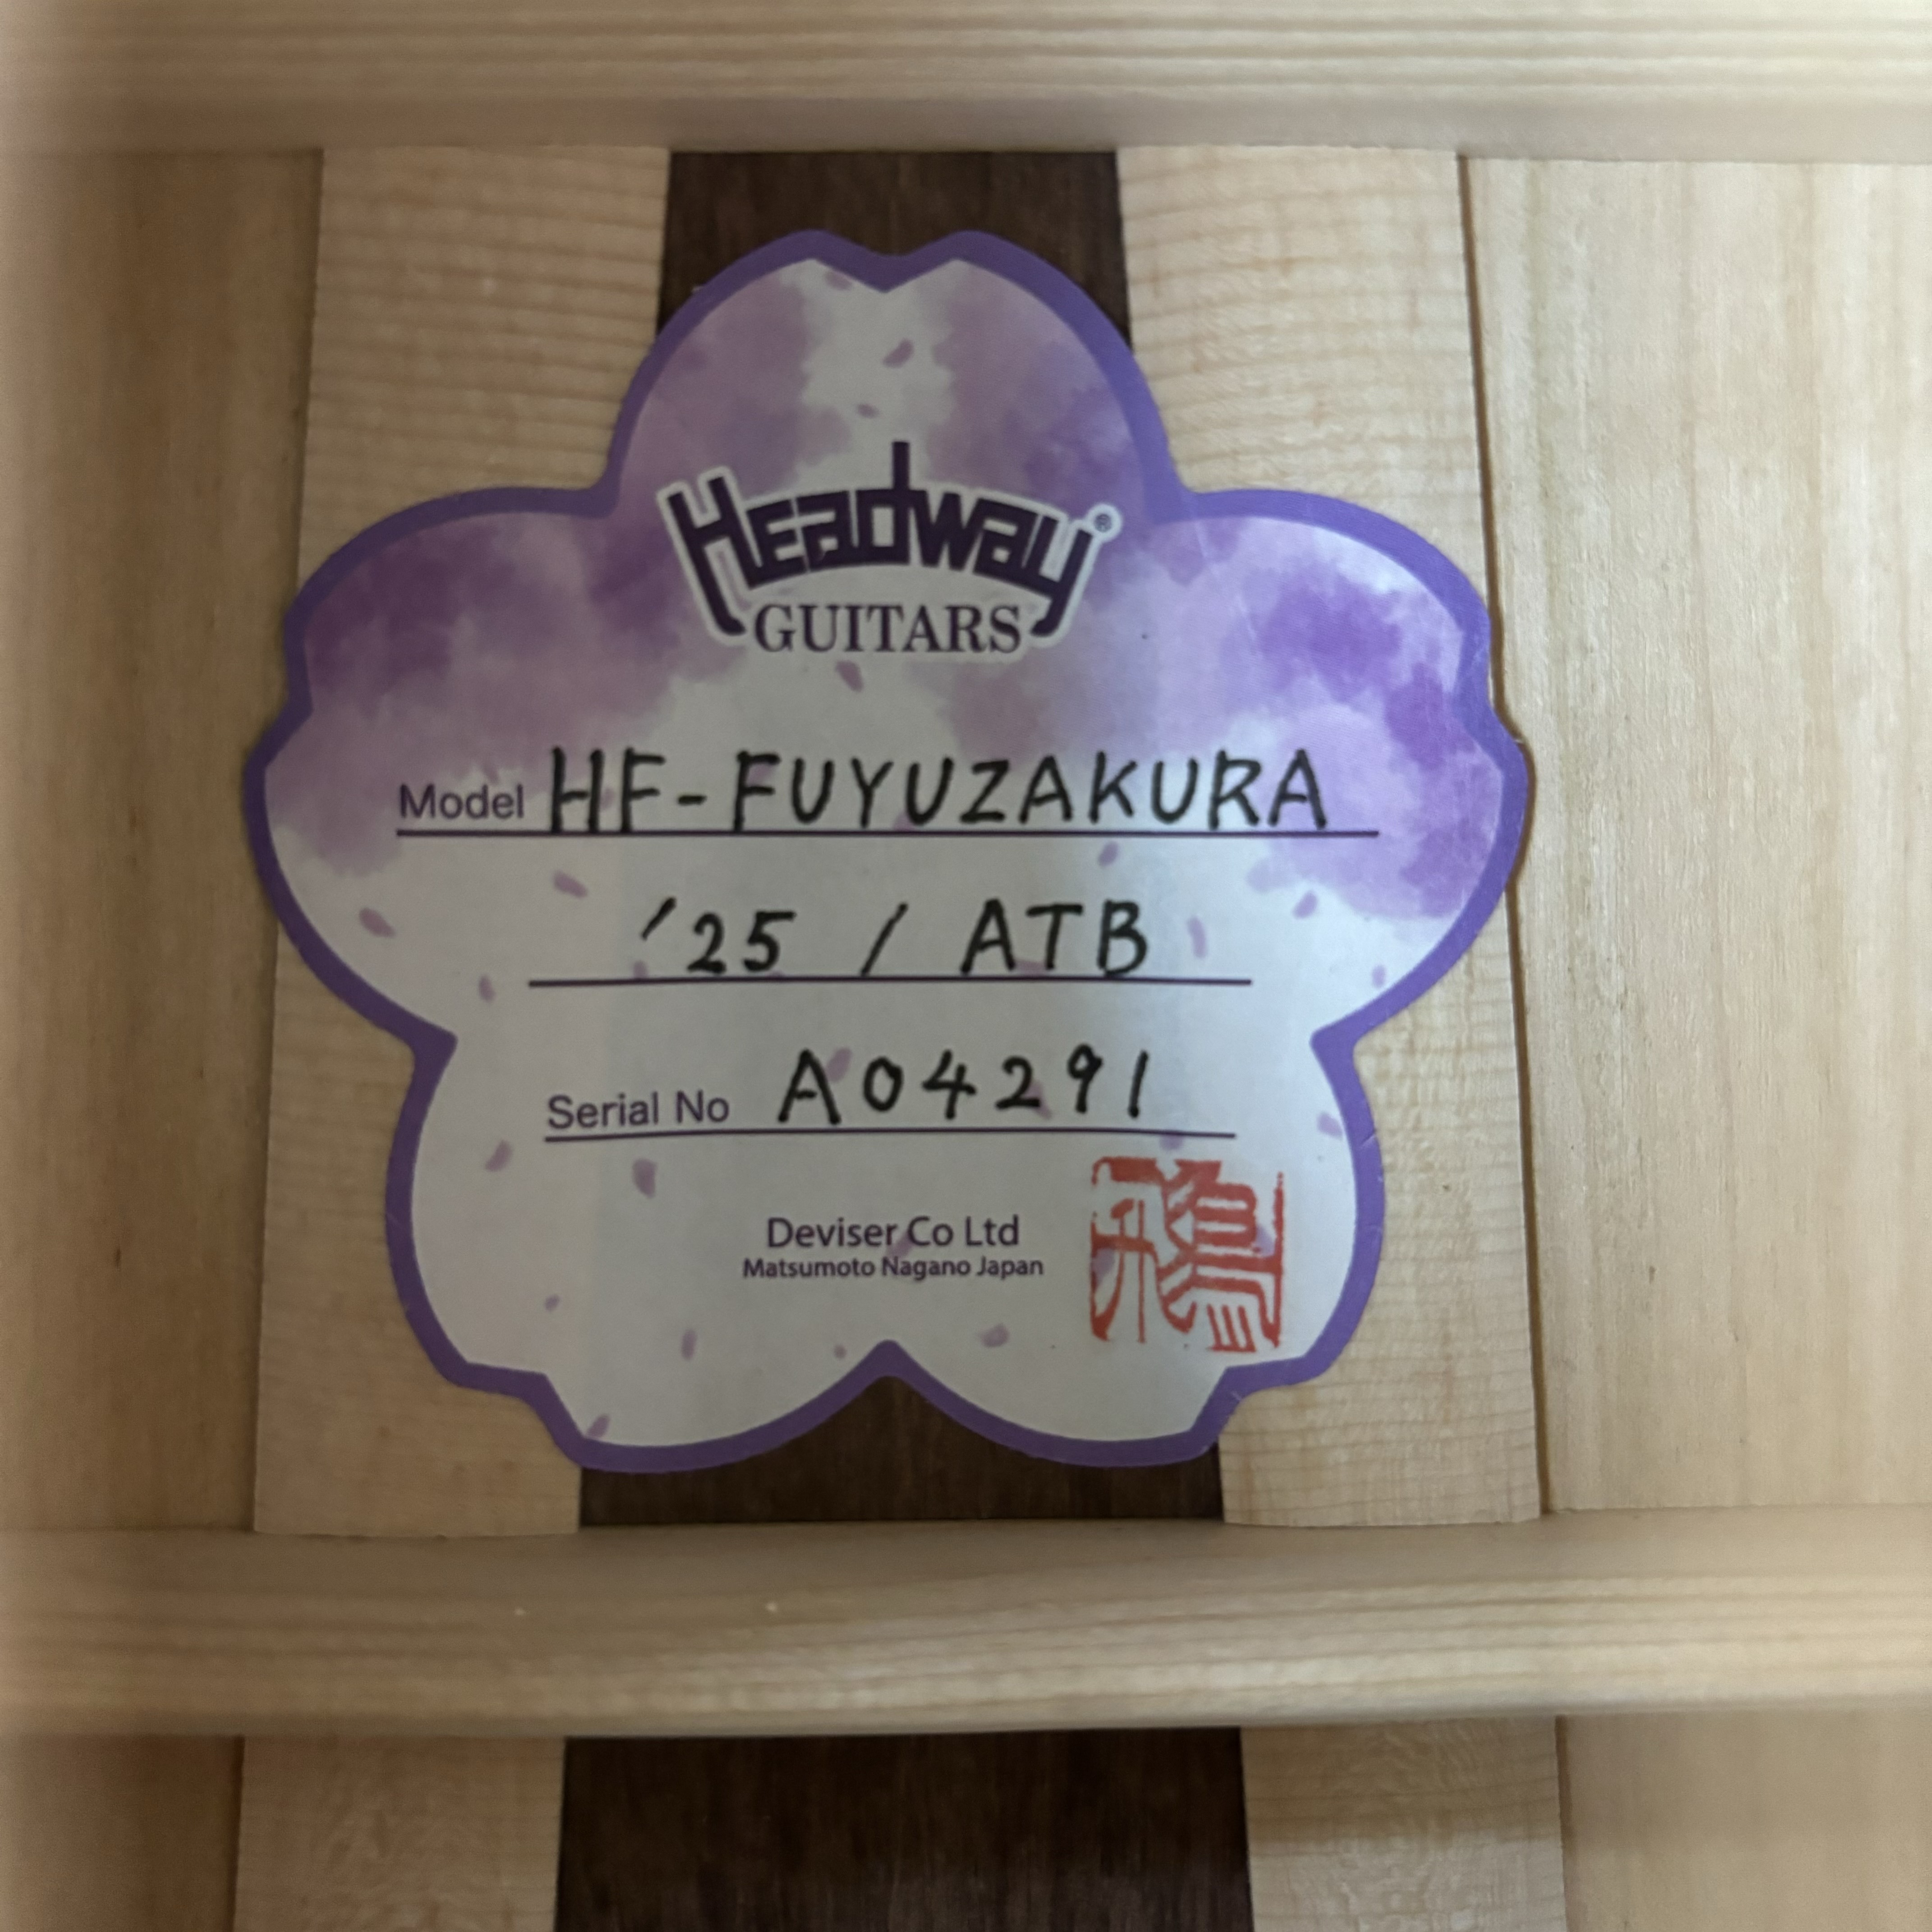 Headway®
GUITARS
Model HF-FUYUZAKURA
'25 / ATB
Serial No A04291
Deviser Co Ltd
Matsumoto Nagano Japan